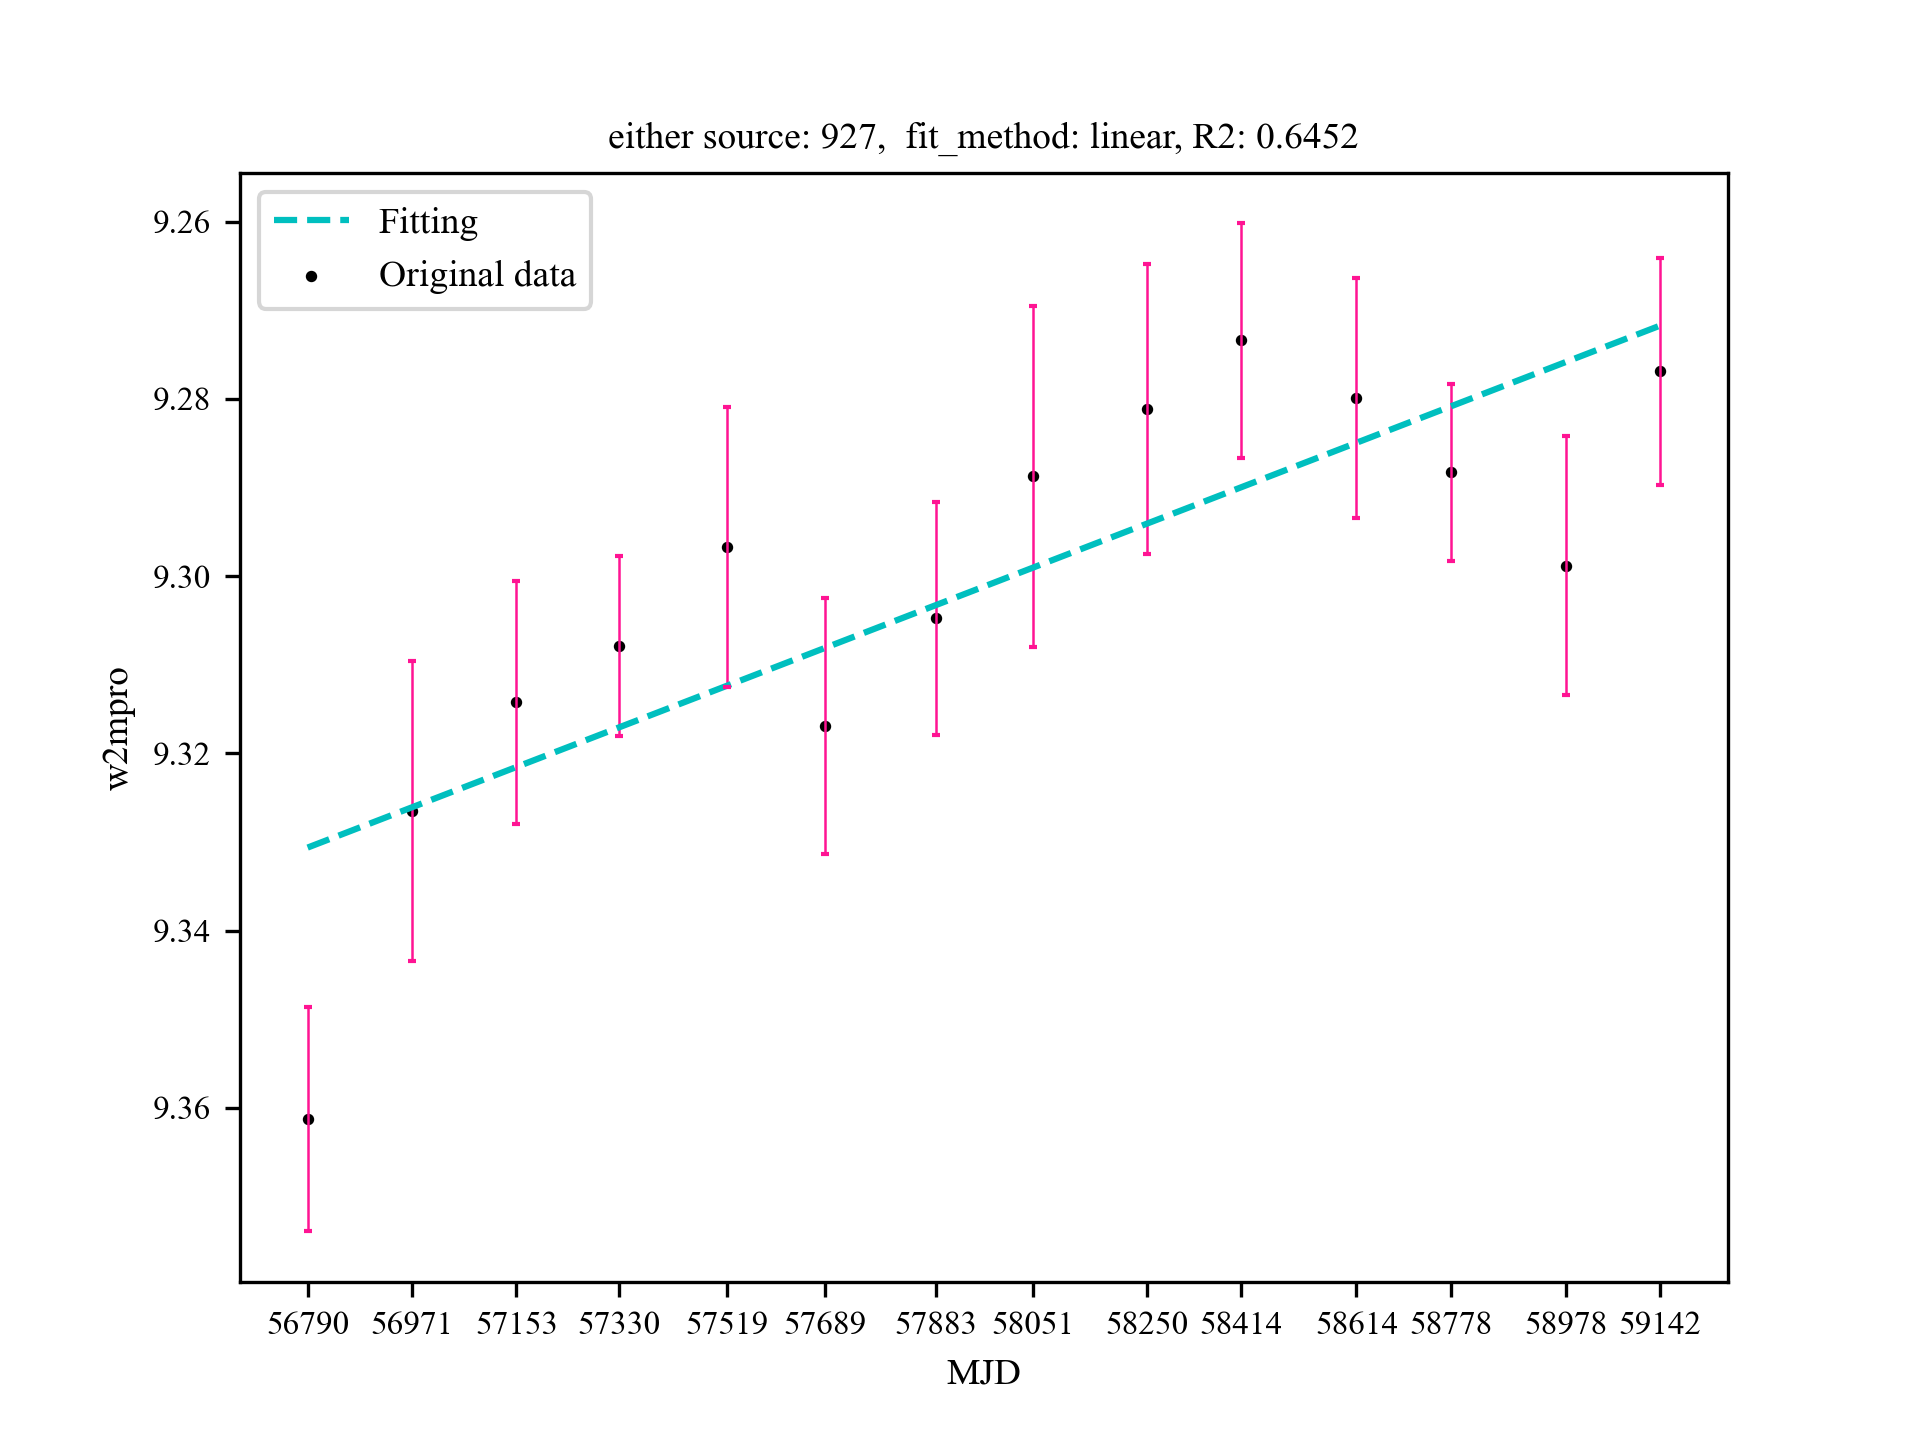 either source: 927,  fit_method: linear, R2: 0.6452
Fitting
Original data
9.26
9.28
9.30
9.32
9.34
9.36
w2mpro
56790 56971 57153 57330 57519 57689 57883 58051 58250 58414 58614 58778 58978 59142
MJD